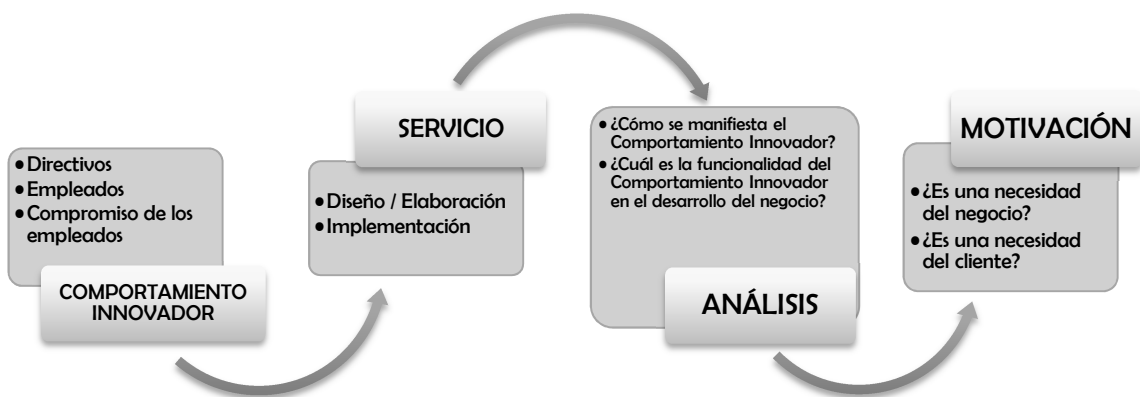 • Directivos
• Empleados
• Compromiso de los
empleados
COMPORTAMIENTO
INNOVADOR
SERVICIO
• Diseño / Elaboración
• Implementación
• ¿Cómo se manifiesta el
Comportamiento Innovador?
• ¿Cuál es la funcionalidad del
Comportamiento Innovador
en el desarrollo del negocio?
ANÁLISIS
MOTIVACIÓN
• ¿Es una necesidad
del negocio?
• ¿Es una necesidad
del cliente?